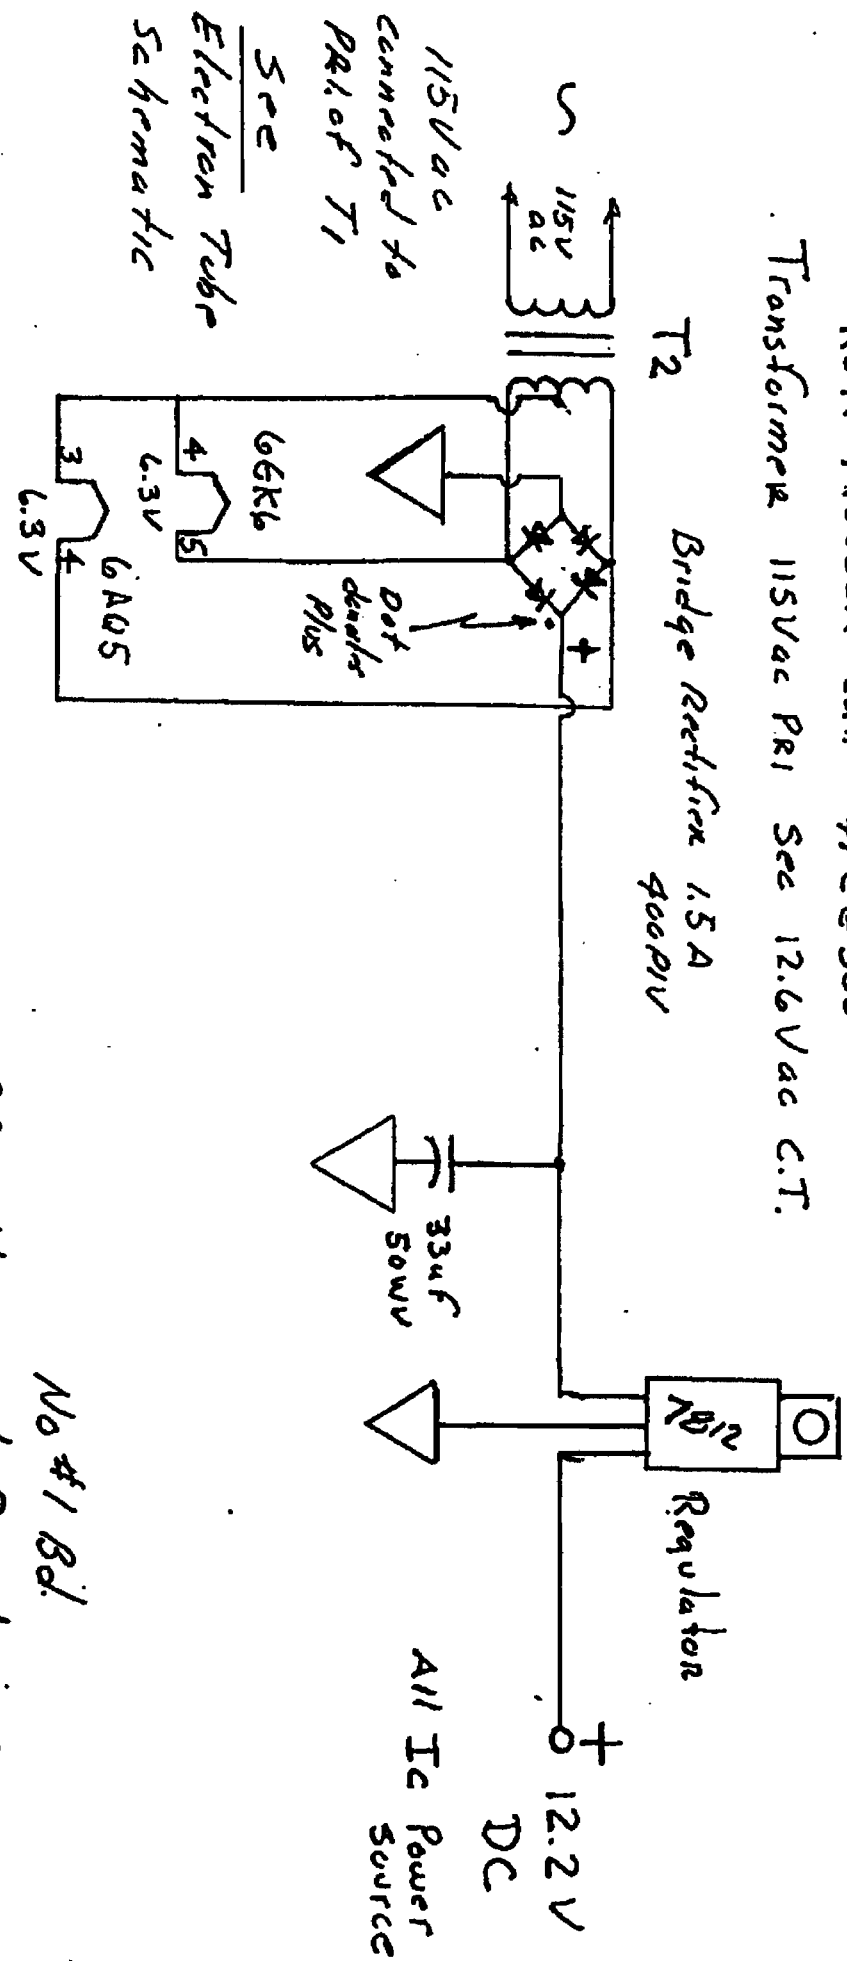 Transformer 115Vac PRI Sec 12.6Vac C.T.
T2
Bridge Rectifier 1.5A
400PIV
115V
ac
S
115Vac
connected to
PRI. of T1
See
Electron Tube
Schematic
+
Dot
denotes
Plus
6GK6
4
5
6.3V
6AQ5
3
4
6.3V
33uf
50WV
7812
Regulator
+
12.2V
DC
All Ic Power
Source
No #1 Bd.